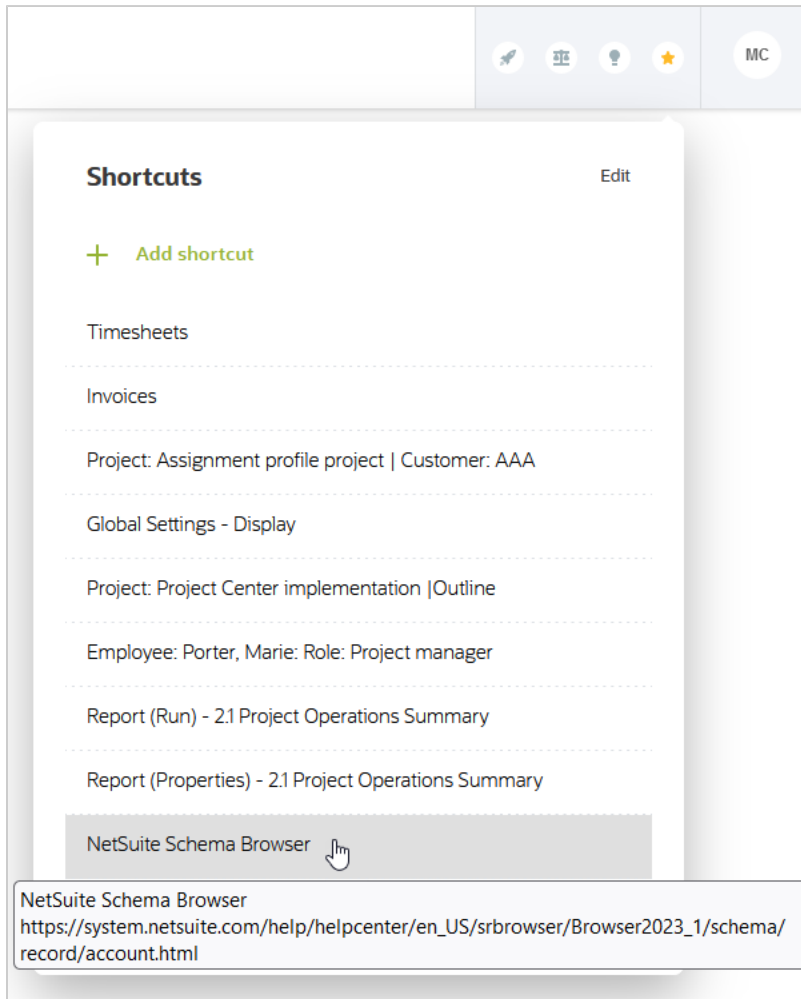 MC
Shortcuts
Edit
Add shortcut
Timesheets
Invoices
Project: Assignment profile project | Customer: AAA
Global Settings - Display
Project: Project Center implementation |Outline
Employee: Porter, Marie: Role: Project manager
Report (Run) - 2.1 Project Operations Summary
Report (Properties) - 2.1 Project Operations Summary
NetSuite Schema Browser
NetSuite Schema Browser
https://system.netsuite.com/help/helpcenter/en_US/srbrowser/Browser2023_1/schema/
record/account.html